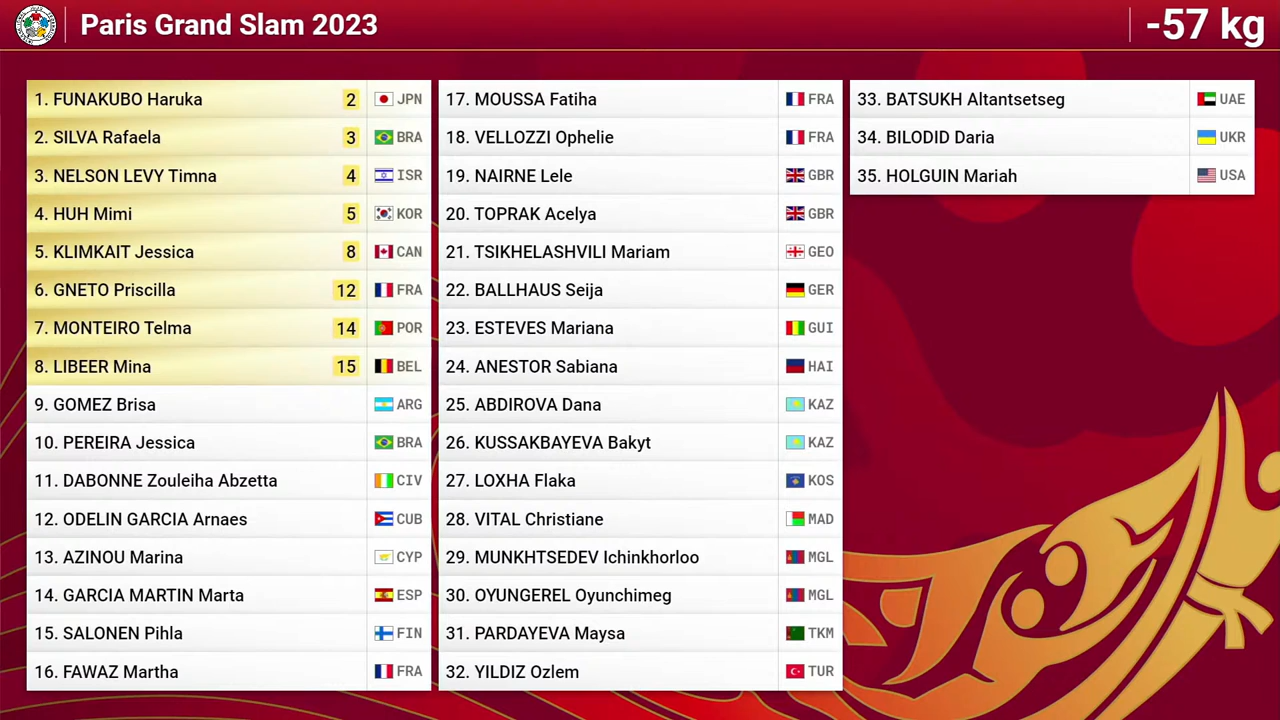 Paris Grand Slam 2023
-57 kg
1. FUNAKUBO Haruka 2 JPN
2. SILVA Rafaela 3 BRA
3. NELSON LEVY Timna 4 ISR
4. HUH Mimi 5 KOR
5. KLIMKAIT Jessica 8 CAN
6. GNETO Priscilla 12 FRA
7. MONTEIRO Telma 14 POR
8. LIBEER Mina 15 BEL
9. GOMEZ Brisa ARG
10. PEREIRA Jessica BRA
11. DABONNE Zouleiha Abzetta CIV
12. ODELIN GARCIA Arnaes CUB
13. AZINOU Marina CYP
14. GARCIA MARTIN Marta ESP
15. SALONEN Pihla FIN
16. FAWAZ Martha FRA
17. MOUSSA Fatiha FRA
18. VELLOZZI Ophelie FRA
19. NAIRNE Lele GBR
20. TOPRAK Acelya GBR
21. TSIKHELASHVILI Mariam GEO
22. BALLHAUS Seija GER
23. ESTEVES Mariana GUI
24. ANESTOR Sabiana HAI
25. ABDIROVA Dana KAZ
26. KUSSAKBAYEVA Bakyt KAZ
27. LOXHA Flaka KOS
28. VITAL Christiane MAD
29. MUNKHTSEDEV Ichinkhorloo MGL
30. OYUNGEREL Oyunchimeg MGL
31. PARDAYEVA Maysa TKM
32. YILDIZ Ozlem TUR
33. BATSUKH Altantsetseg UAE
34. BILODID Daria UKR
35. HOLGUIN Mariah USA